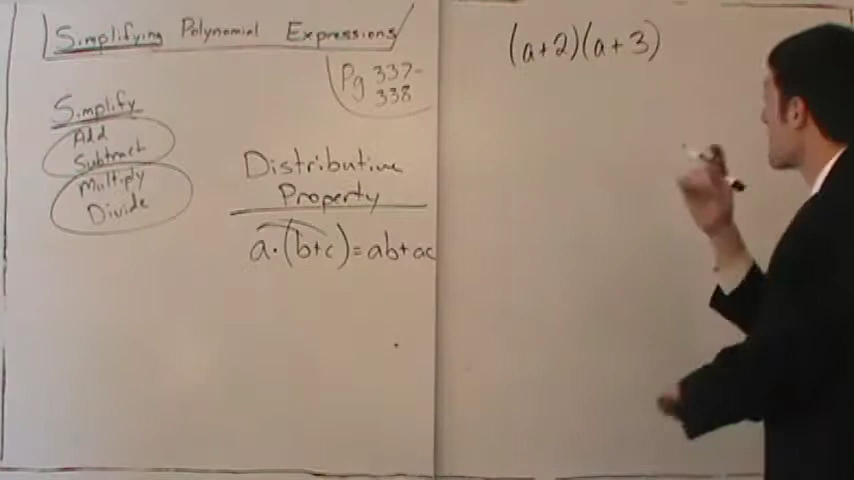 Simplifying Polynomial Expressions
Pg 337-
338
Simplify
Add
Subtract
Multiply
Divide
Distributive
Property
a·(b+c)=ab+ac
(a+2)(a+3)